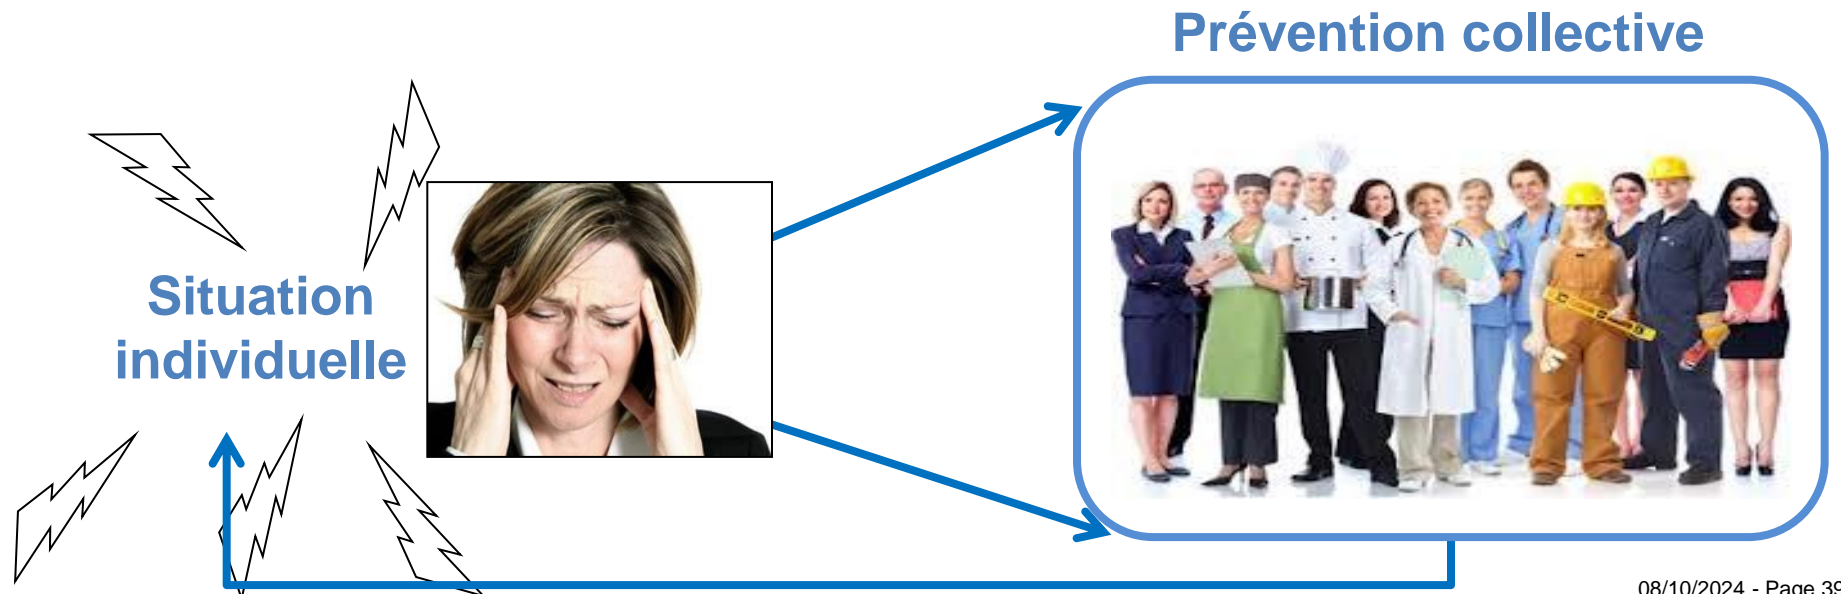 Prévention collective
Situation
individuelle
08/10/2024 - Page 39